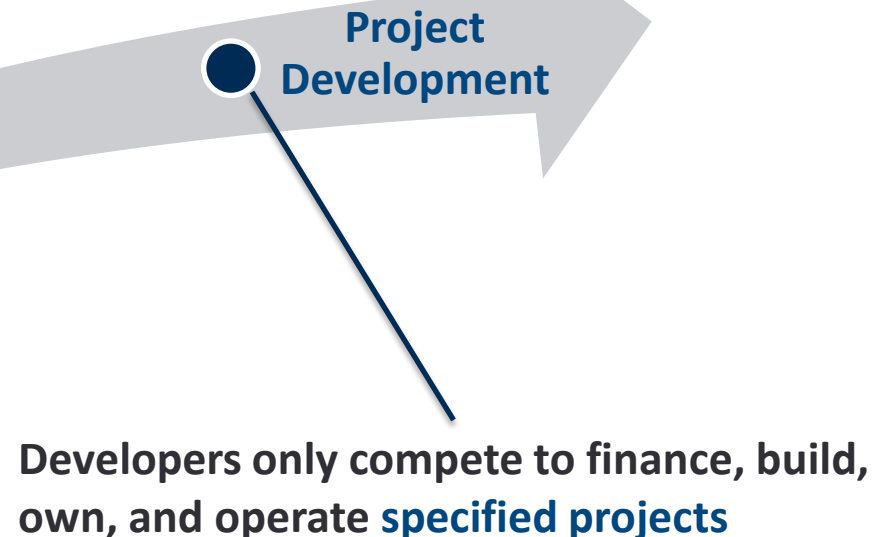 Project
Development
Developers only compete to finance, build,
own, and operate specified projects